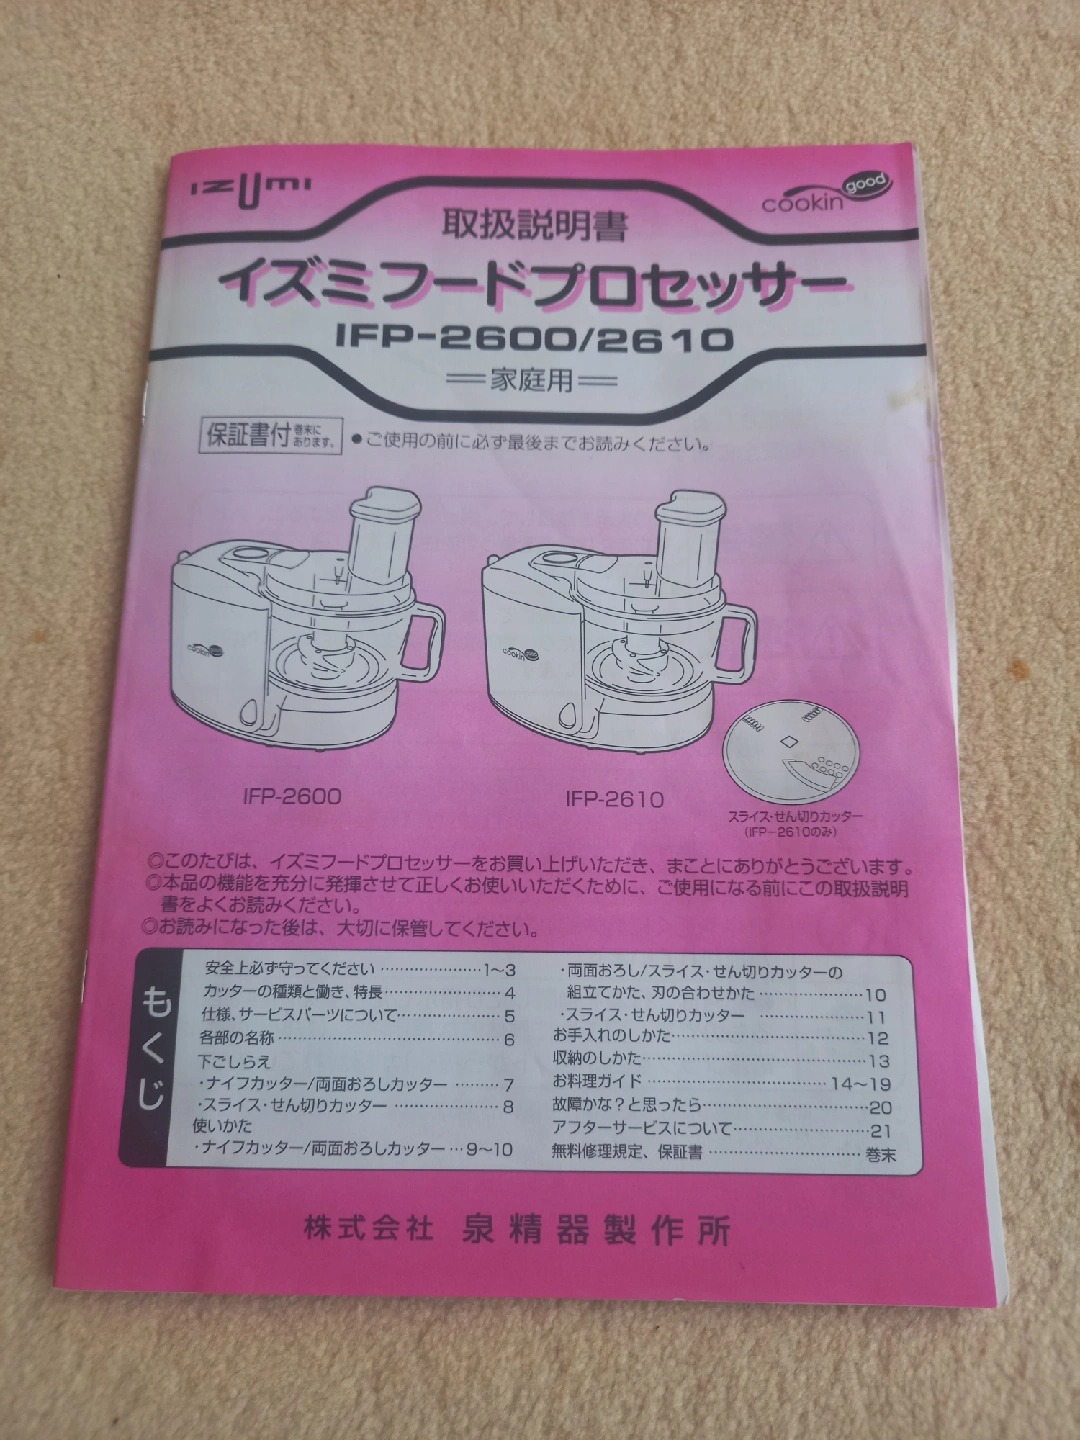 IZUMI
cookin good
取扱説明書
イズミフードプロセッサー
IFP-2600/2610
家庭用
保証書付 巻末にあります。
●ご使用の前に必ず最後までお読みください。
cookin
cookin
IFP-2600
IFP-2610
スライス・せん切りカッター
(IFP-2610のみ)
◎このたびは、イズミフードプロセッサーをお買い上げいただき、まことにありがとうございます。
◎本品の機能を充分に発揮させて正しくお使いいただくために、ご使用になる前にこの取扱説明
書をよくお読みください。
◎お読みになった後は、大切に保管してください。
もくじ
安全上必ず守ってください……………………1〜3
カッターの種類と働き、特長……………………4
仕様、サービスパーツについて…………………5
各部の名称…………………………………………6
下ごしらえ
・ナイフカッター/両面おろしカッター………7
・スライス・せん切りカッター…………………8
使いかた
・ナイフカッター/両面おろしカッター…9〜10
・両面おろし/スライス・せん切りカッターの
組立てかた、刃の合わせかた…………………10
・スライス・せん切りカッター…………………11
お手入れのしかた…………………………………12
収納のしかた………………………………………13
お料理ガイド………………………………14〜19
故障かな?と思ったら……………………………20
アフターサービスについて………………………21
無料修理規定、保証書…………………………巻末
株式会社 泉精器製作所